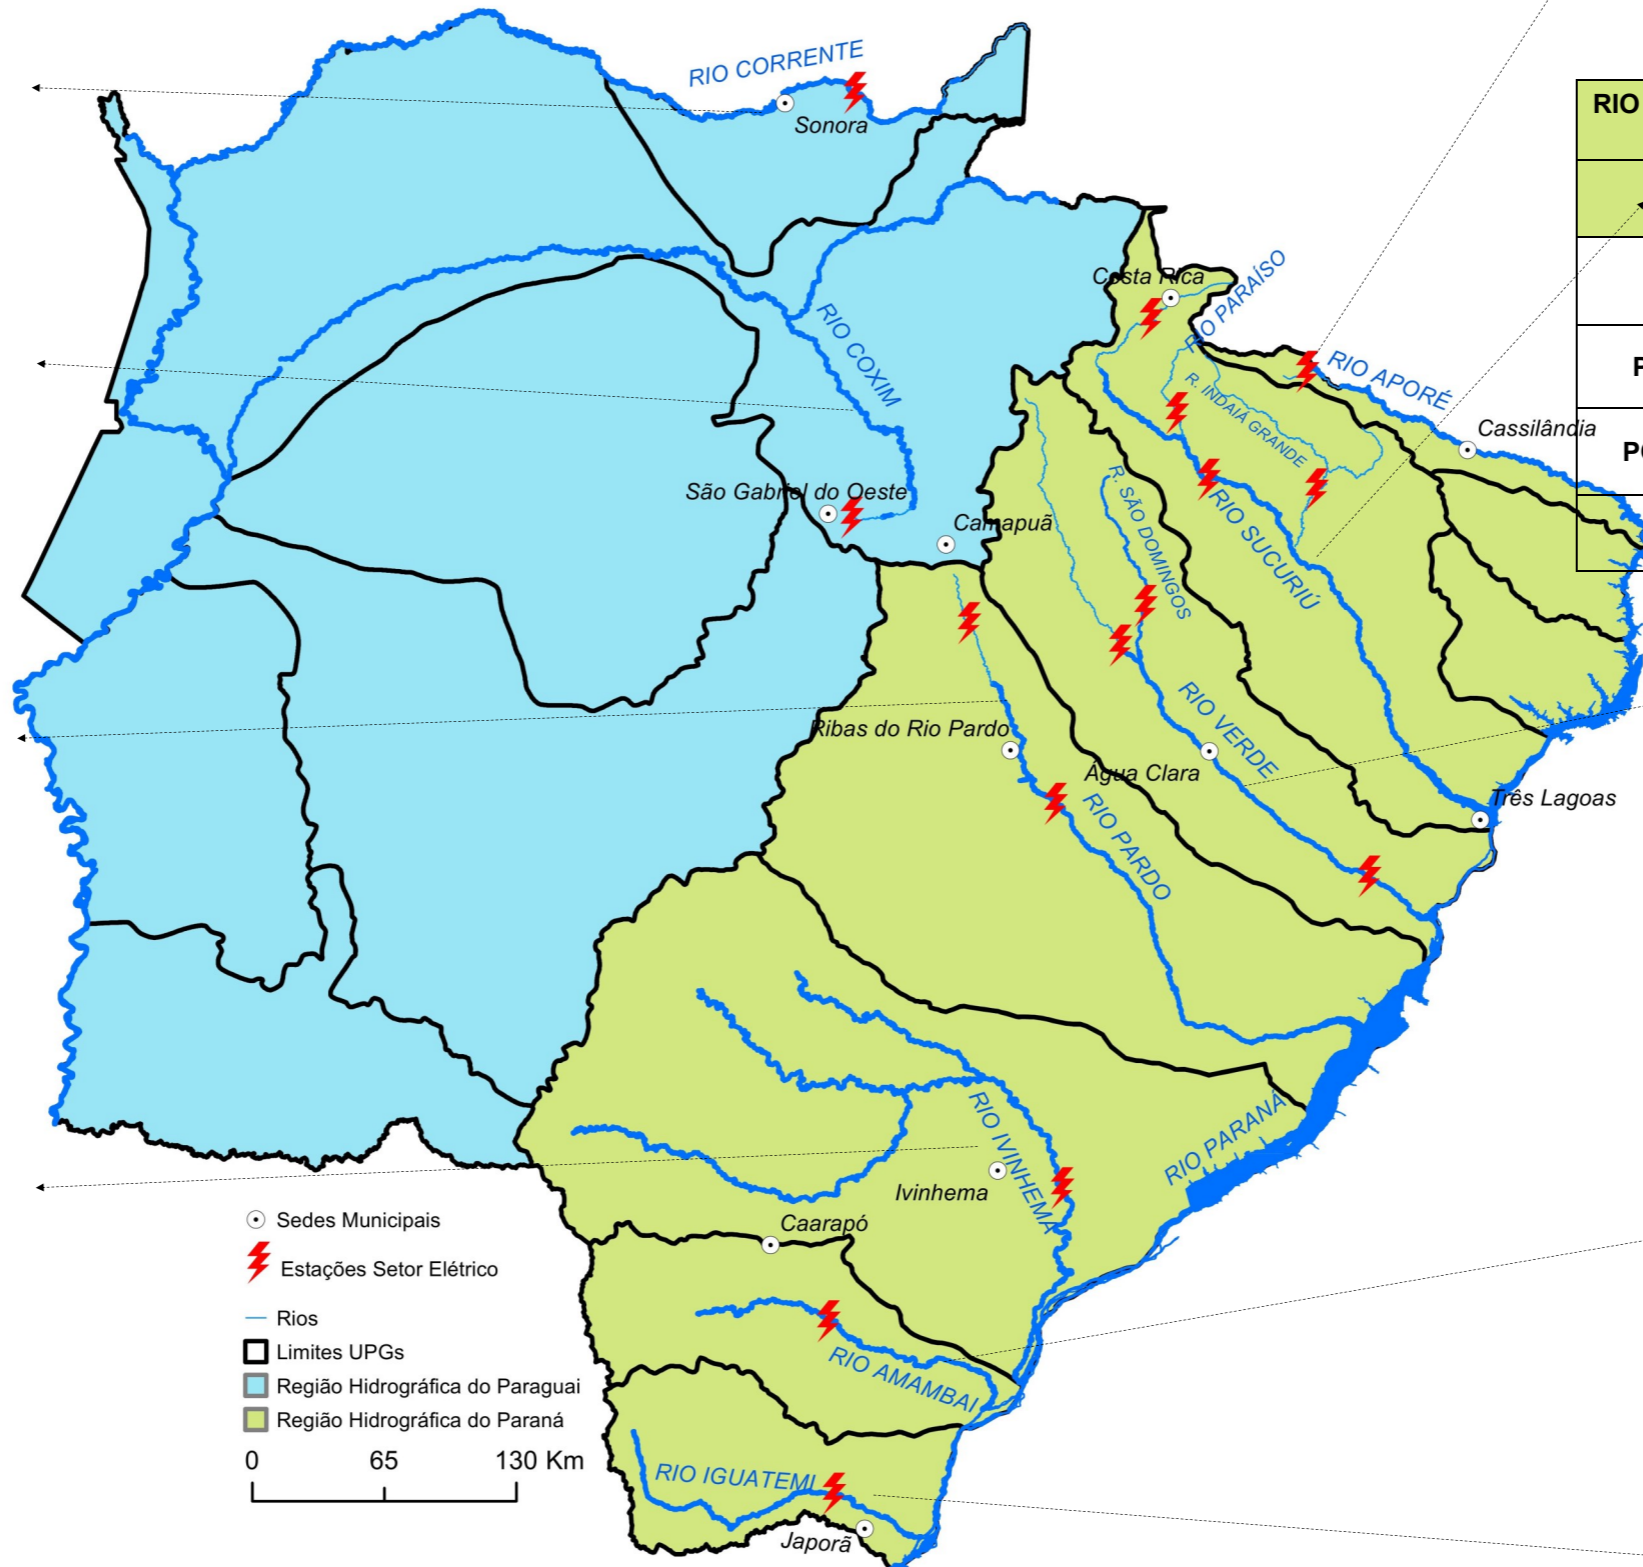 RIO CORRENTE
Sonora
RIO
Costa Rica
RIO PARAÍSO
RIO COXIM
RIO APORÉ
R. INDAIÁ GRANDE
Cassilândia
São Gabriel do Oeste
Camapuã
R. SÃO DOMINGOS
RIO SUCURIÚ
Ribas do Rio Pardo
RIO VERDE
Água Clara
Três Lagoas
RIO PARDO
RIO IVINHEMA
RIO PARANÁ
Ivinhema
Caarapó
RIO AMAMBAI
RIO IGUATEMI
Japorã
Sedes Municipais
Estações Setor Elétrico
Rios
Limites UPGs
Região Hidrográfica do Paraguai
Região Hidrográfica do Paraná
0 65 130 Km